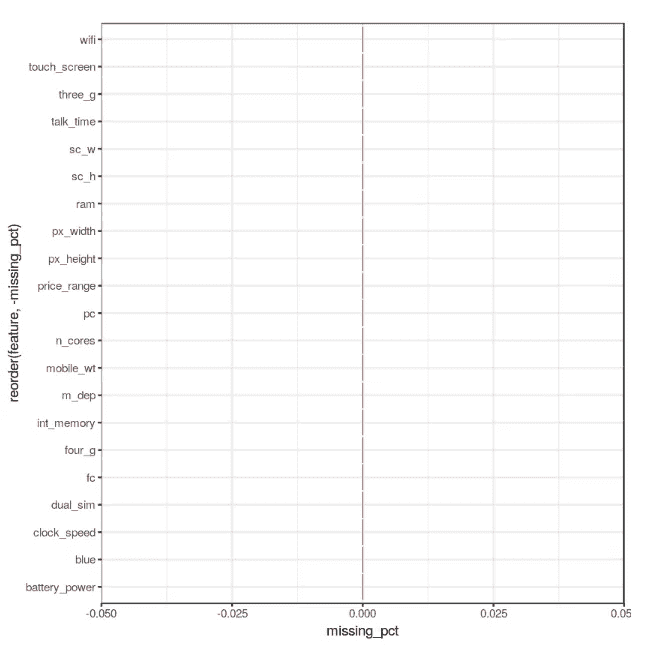 wifi
touch_screen
three_g
talk_time
sc_w
sc_h
ram
px_width
px_height
price_range
pc
n_cores
mobile_wt
m_dep
int_memory
four_g
fc
dual_sim
clock_speed
blue
battery_power
reorder(feature, -missing_pct)
-0.050 -0.025 0.000 0.025 0.05
missing_pct